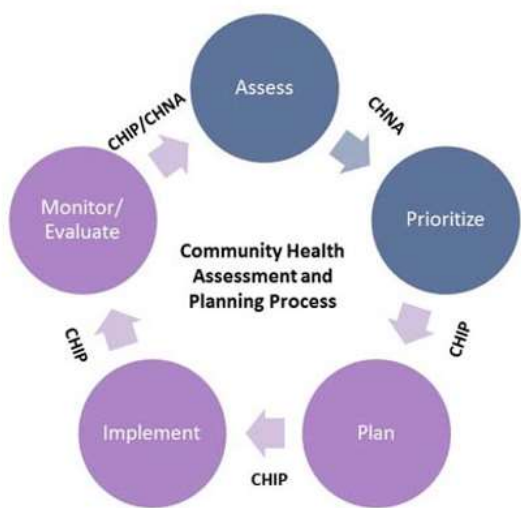 Assess
CHNA
Prioritize
CHIP
Plan
CHIP
Implement
CHIP
Monitor/
Evaluate
CHIP/CHNA
Community Health
Assessment and
Planning Process